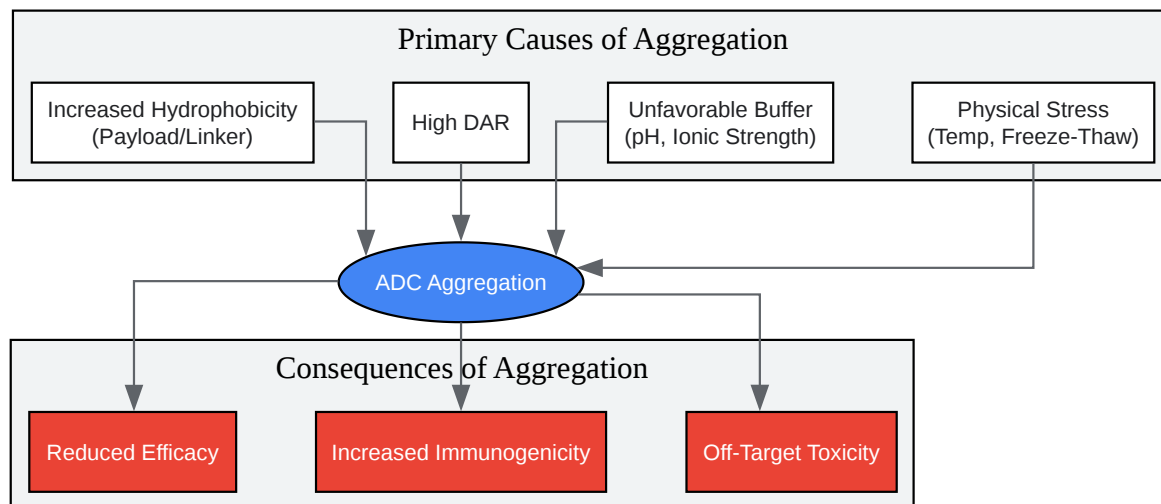 Primary Causes of Aggregation
Increased Hydrophobicity
(Payload/Linker)
High DAR
Unfavorable Buffer
(pH, Ionic Strength)
Physical Stress
(Temp, Freeze-Thaw)
ADC Aggregation
Consequences of Aggregation
Reduced Efficacy
Increased Immunogenicity
Off-Target Toxicity